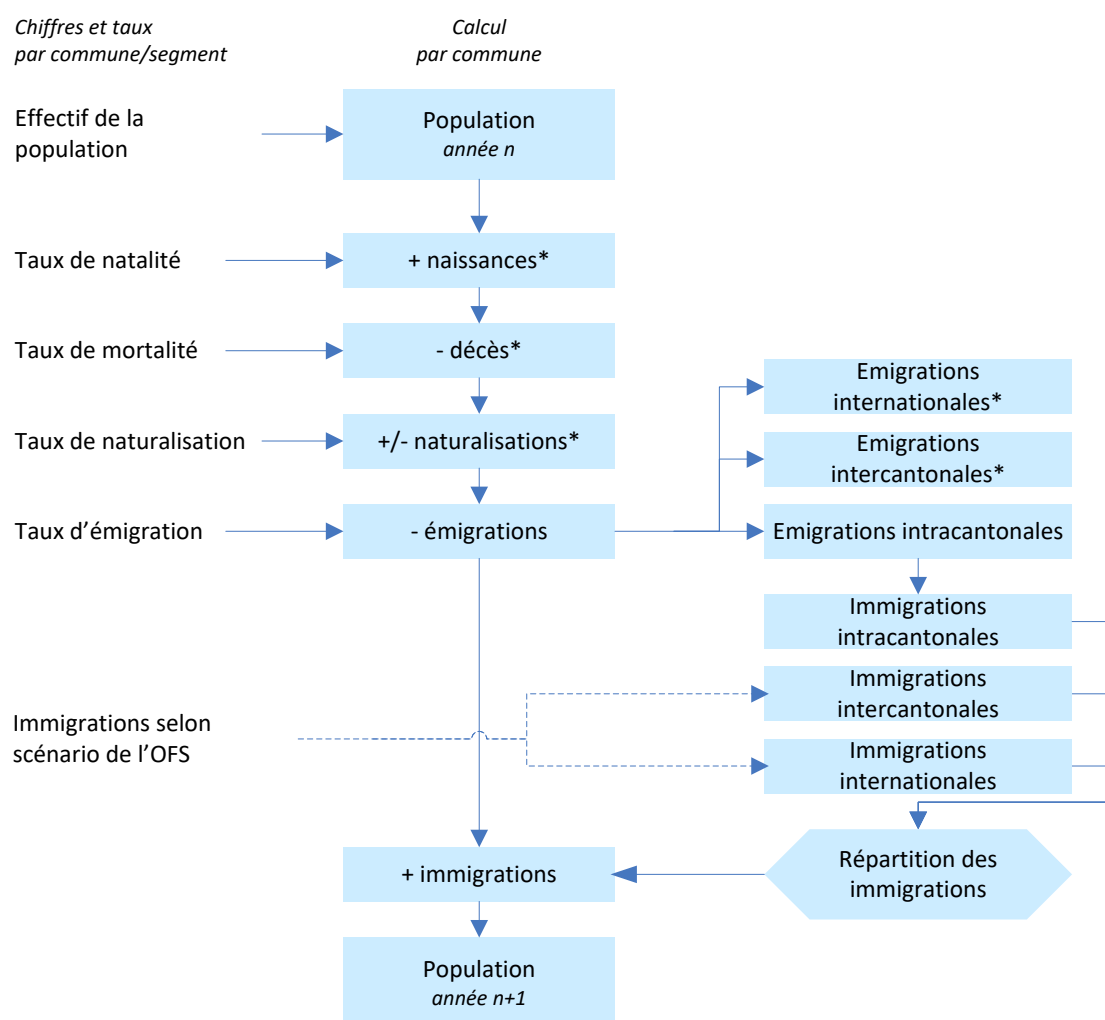 Chiffres et taux
par commune/segment
Calcul
par commune
Effectif de la
population
Population
année n
Taux de natalité
+ naissances*
Taux de mortalité
- décès*
Emigrations
internationales*
Taux de naturalisation
+/- naturalisations*
Emigrations
intercantonales*
Taux d’émigration
- émigrations
Emigrations intracantonales
Immigrations
intracantonales
Immigrations
intercantonales
Immigrations selon
scénario de l’OFS
Immigrations
internationales
+ immigrations
Répartition des
immigrations
Population
année n+1